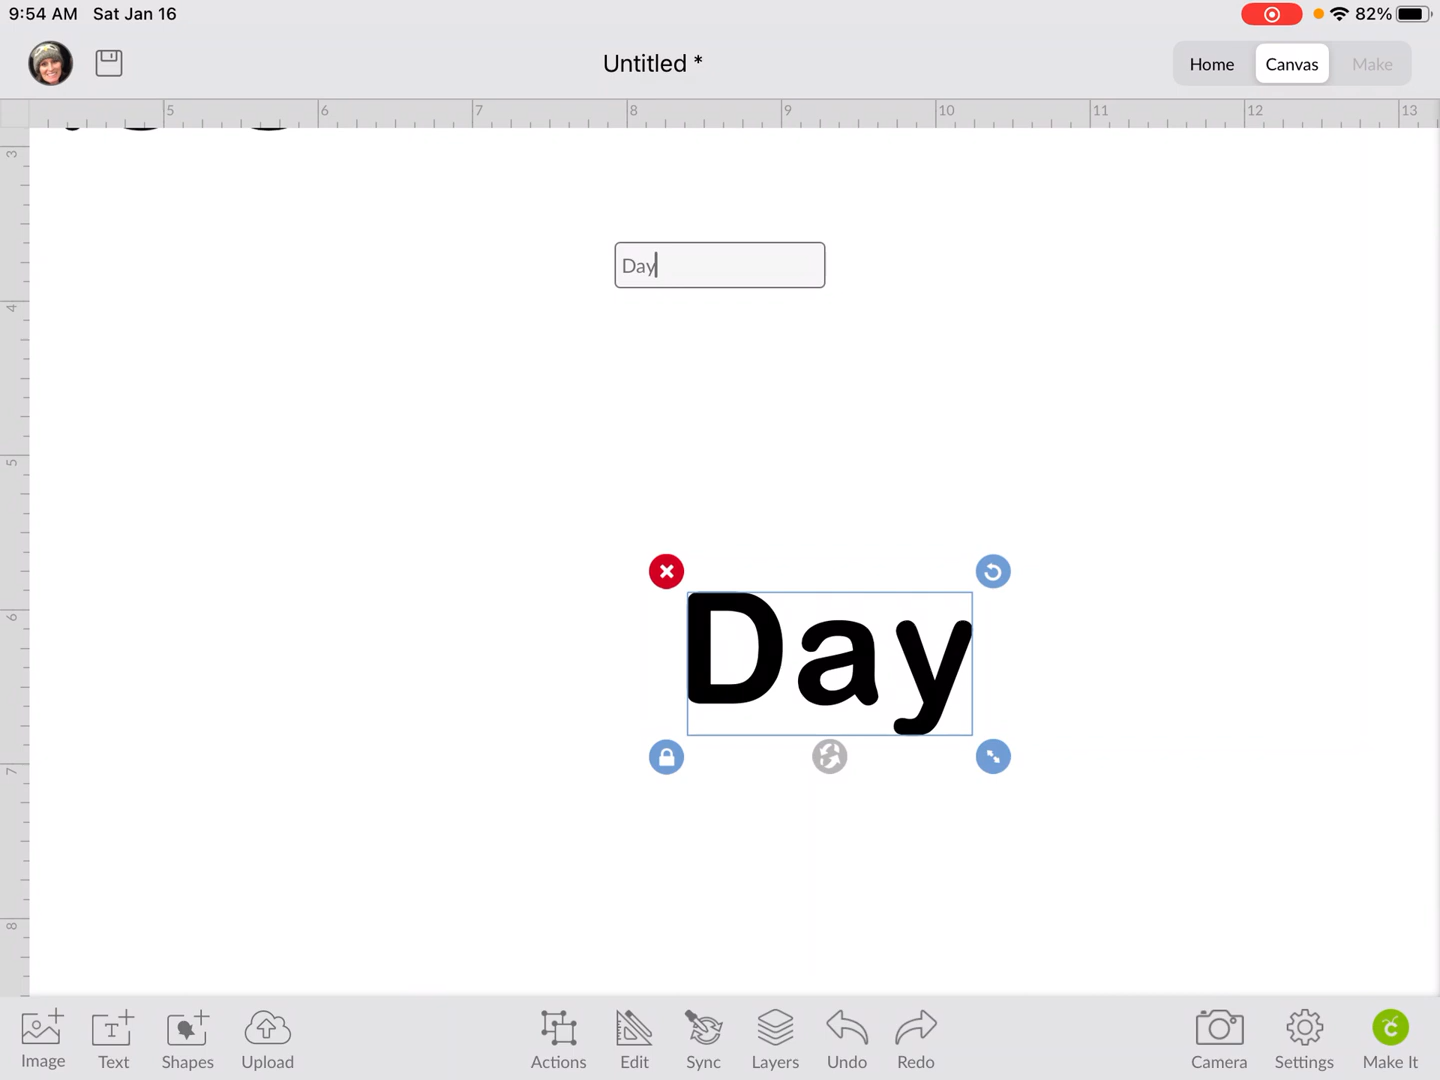 9:54 AM Sat Jan 16 82%
Untitled * Home Canvas Make
5 6 7 8 9 10 11 12 13
3
Day
4
5
6
Day
7
8
Image Text Shapes Upload Actions Edit Sync Layers Undo Redo Camera Settings Make It